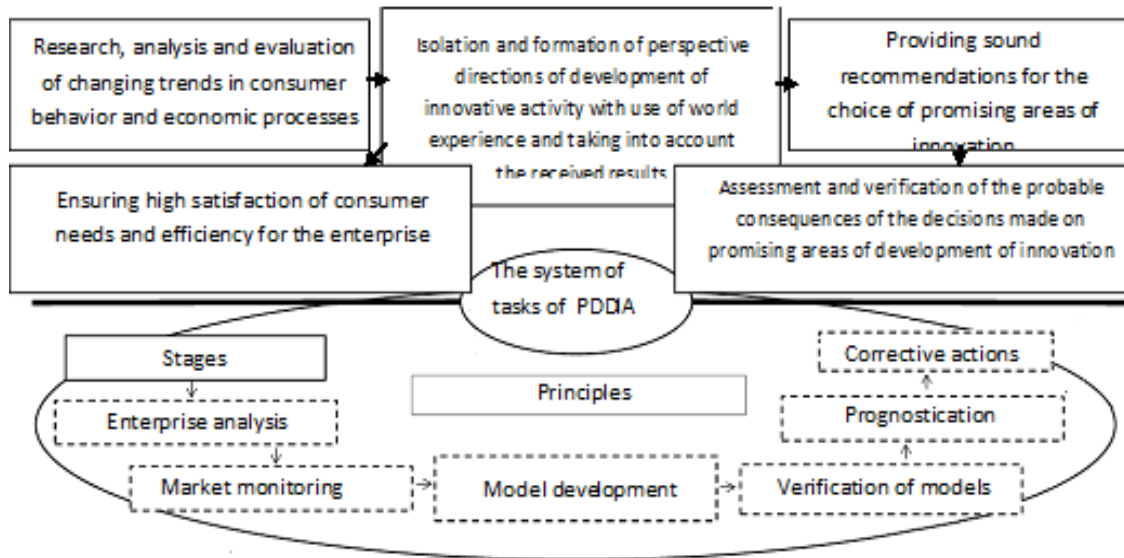 Research, analysis and evaluation
of changing trends in consumer
behavior and economic processes
Isolation and formation of perspective
directions of development of
innovative activity with use of world
experience and taking into account
the received results
Providing sound
recommendations for the
choice of promising areas of
innovation
Ensuring high satisfaction of consumer
needs and efficiency for the enterprise
Assessment and verification of the probable
consequences of the decisions made on
promising areas of development of innovation
The system of
tasks of PDDIA
Stages
Enterprise analysis
Market monitoring
Principles
Model development
Corrective actions
Prognostication
Verification of models